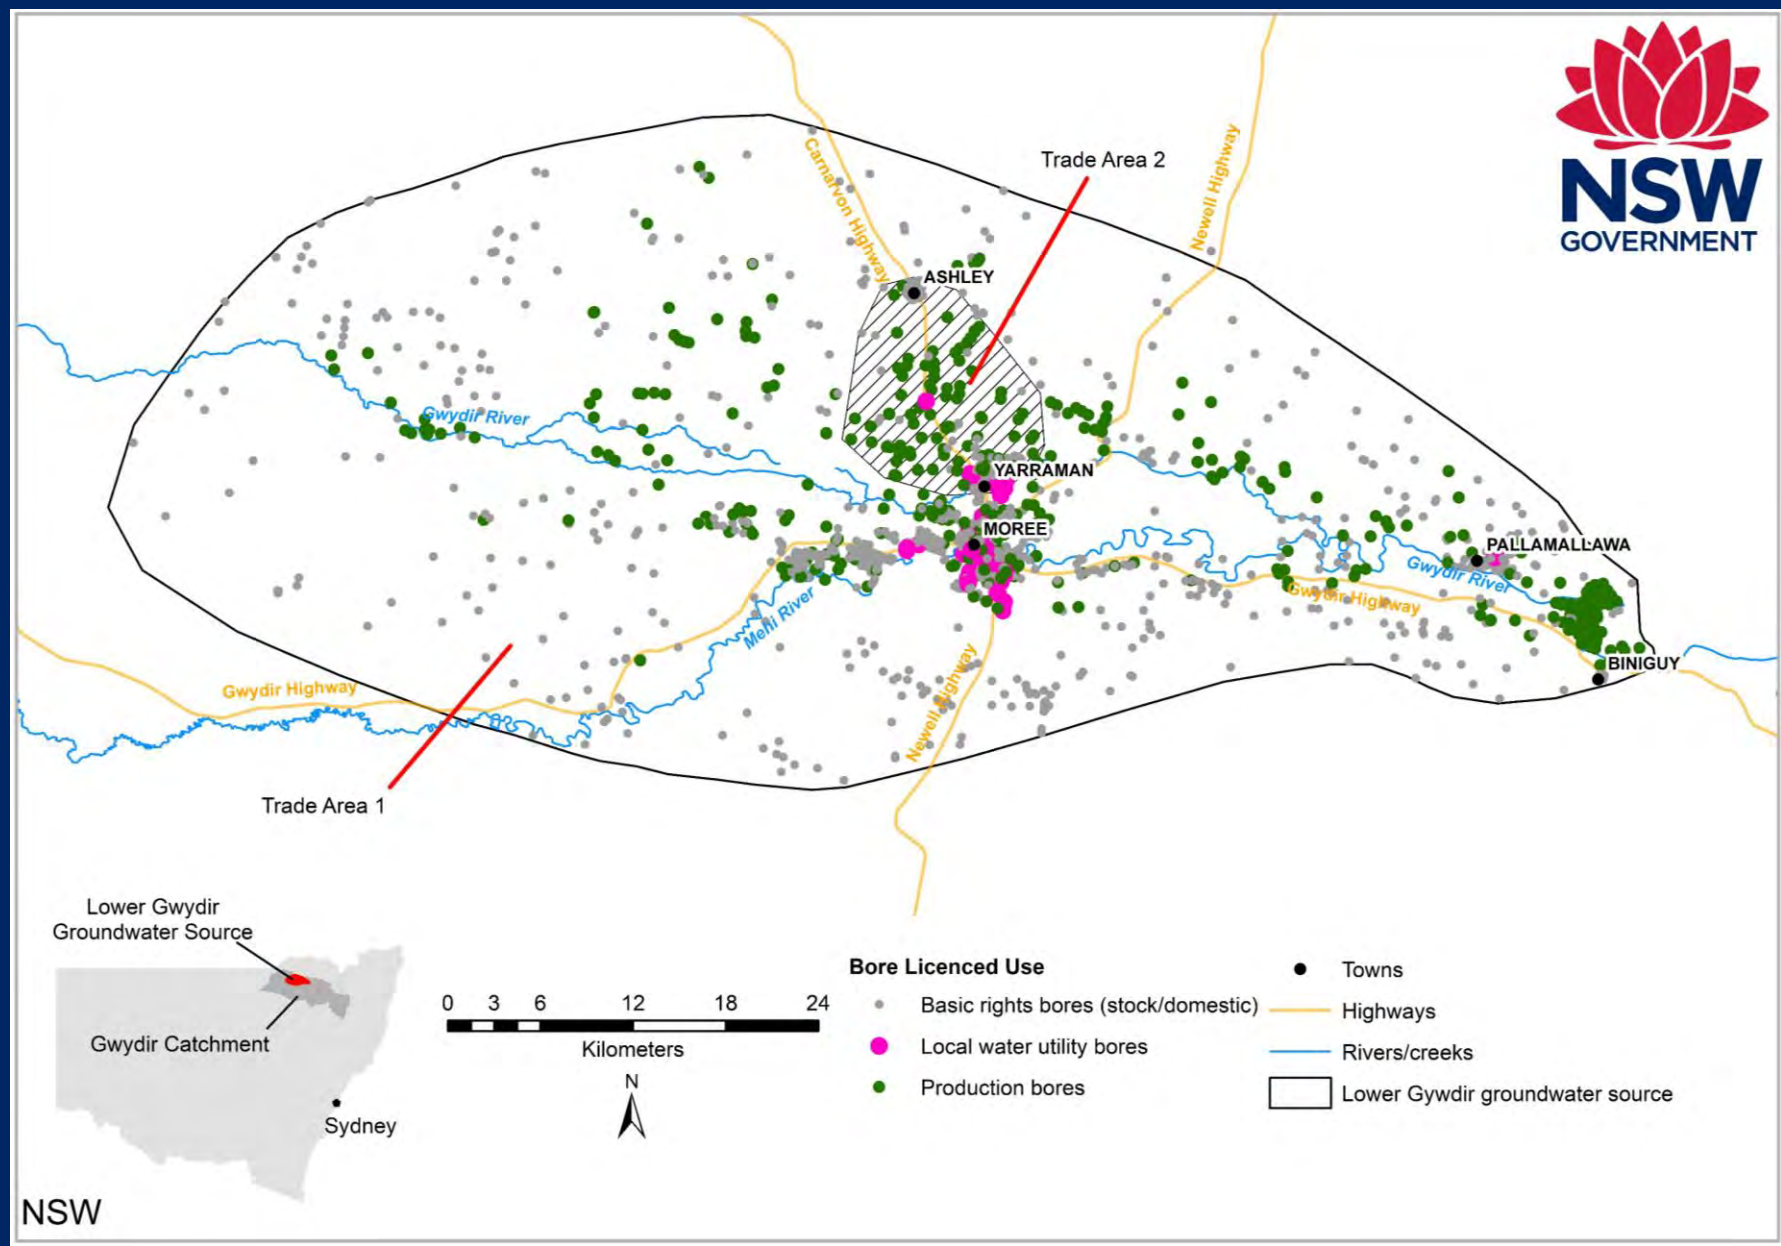 NSW
GOVERNMENT
Trade Area 2
Carnarvon Highway
Newell Highway
ASHLEY
Gwydir River
YARRAMAN
MOREE
PALLAMALLAWA
Gwydir River
Gwydir Highway
Mehi River
BINIGUY
Gwydir Highway
Newell Highway
Trade Area 1
Lower Gwydir
Groundwater Source
Gwydir Catchment
Sydney
NSW
0 3 6 12 18 24
Kilometers
N
Bore Licenced Use
Basic rights bores (stock/domestic)
Local water utility bores
Production bores
Towns
Highways
Rivers/creeks
Lower Gywdir groundwater source